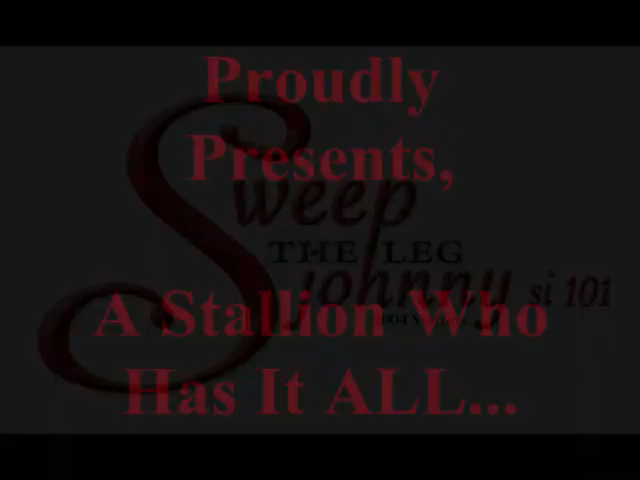 Proudly
Presents,
Sweep
THE LEG
Johnny si 101
A Stallion Who
Has It ALL...